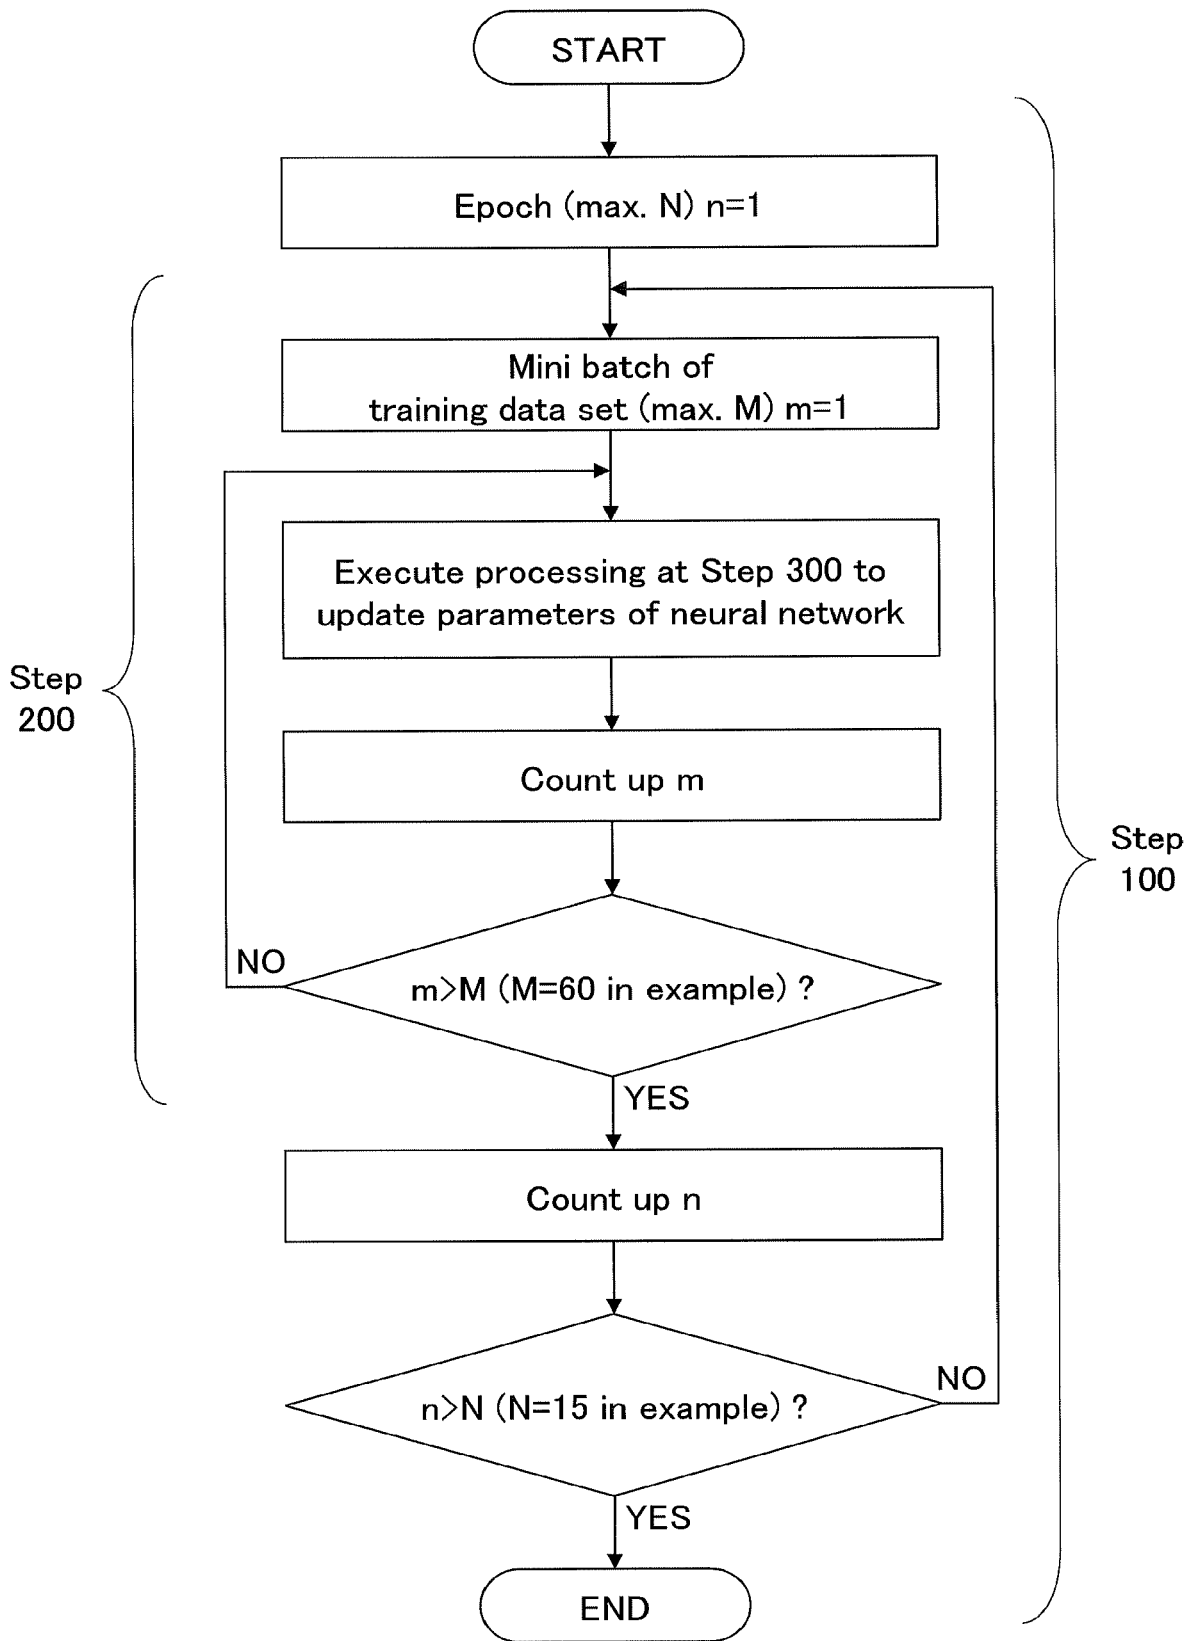 START
Epoch (max. N) n=1
Mini batch of
training data set (max. M) m=1
Execute processing at Step 300 to
update parameters of neural network
Step
200
Count up m
Step
100
NO
m>M (M=60 in example) ?
YES
Count up n
NO
n>N (N=15 in example) ?
YES
END